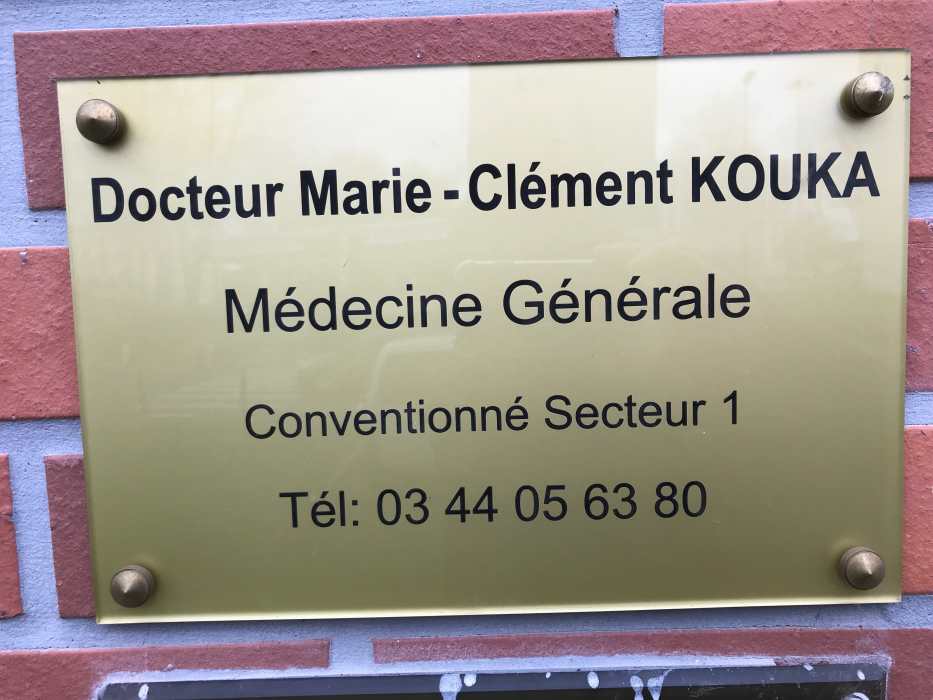 Docteur Marie - Clément KOUKA
Médecine Générale
Conventionné Secteur 1
Tél: 03 44 05 63 80